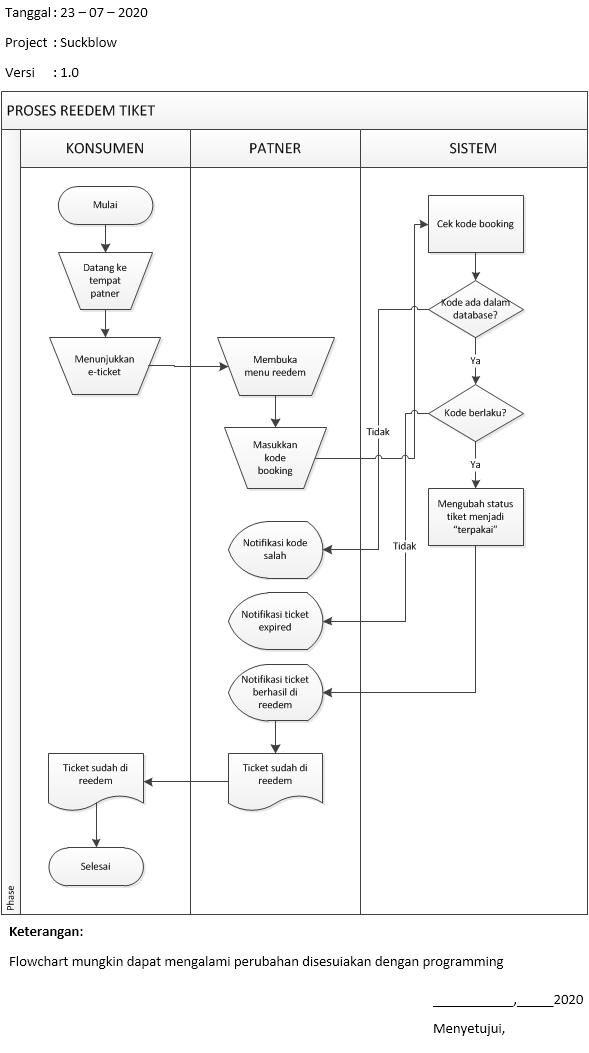 Tanggal : 23 – 07 – 2020
Project : Suckblow
Versi : 1.0
PROSES REEDEM TIKET
KONSUMEN
PATNER
SISTEM
Mulai
Datang ke
tempat
patner
Menunjukkan
e-ticket
Membuka
menu reedem
Masukkan
kode
booking
Cek kode booking
Kode ada dalam
database?
Ya
Kode berlaku?
Tidak
Ya
Mengubah status
tiket menjadi
“terpakai”
Tidak
Notifikasi kode
salah
Notifikasi ticket
expired
Notifikasi ticket
berhasil di
reedem
Ticket sudah di
reedem
Ticket sudah di
reedem
Selesai
Phase
Keterangan:
Flowchart mungkin dapat mengalami perubahan disesuiakan dengan programming
____________,_____2020
Menyetujui,